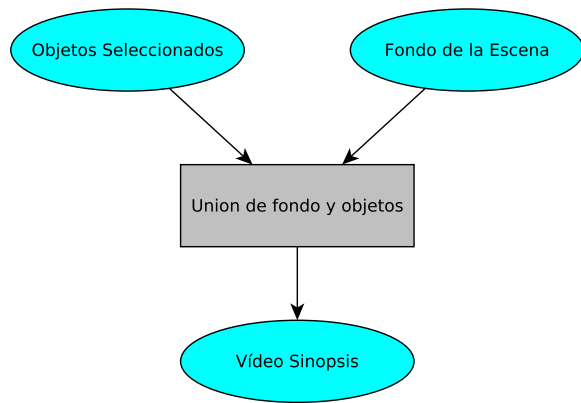 Objetos Seleccionados
Fondo de la Escena
Union de fondo y objetos
Vídeo Sinopsis